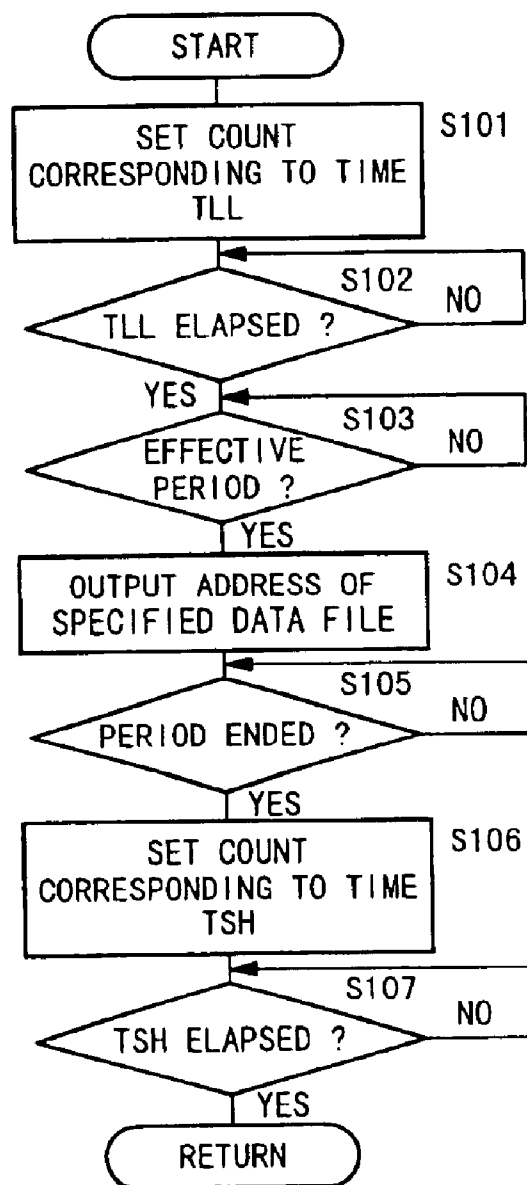 START
SET COUNT
CORRESPONDING TO TIME
TLL
S101
S102
TLL ELAPSED ?
NO
YES
S103
EFFECTIVE
PERIOD ?
NO
YES
OUTPUT ADDRESS OF
SPECIFIED DATA FILE
S104
S105
PERIOD ENDED ?
NO
YES
SET COUNT
CORRESPONDING TO TIME
TSH
S106
S107
TSH ELAPSED ?
NO
YES
RETURN